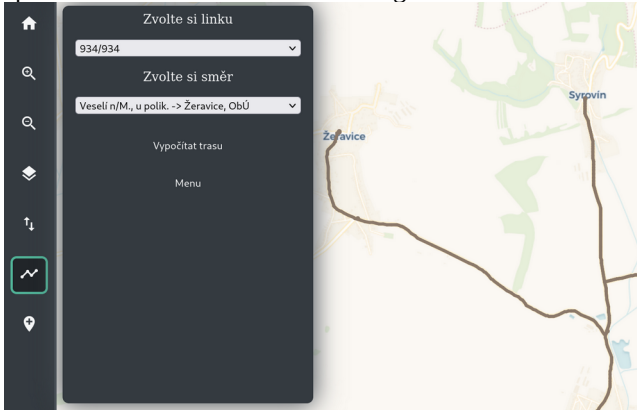 Zvolte si linku
934/934
Zvolte si směr
Veselí n/M., u polik. -> Žeravice, ObÚ
Vypočítat trasu
Menu
Syrovín
Žeravice